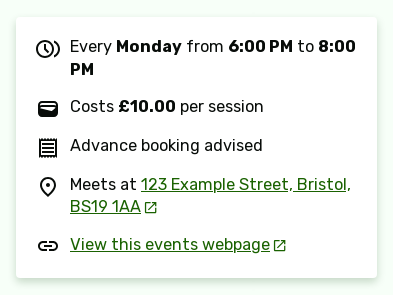 Every Monday from 6:00 PM to 8:00
PM
Costs £10.00 per session
Advance booking advised
Meets at 123 Example Street, Bristol,
BS19 1AA
View this events webpage